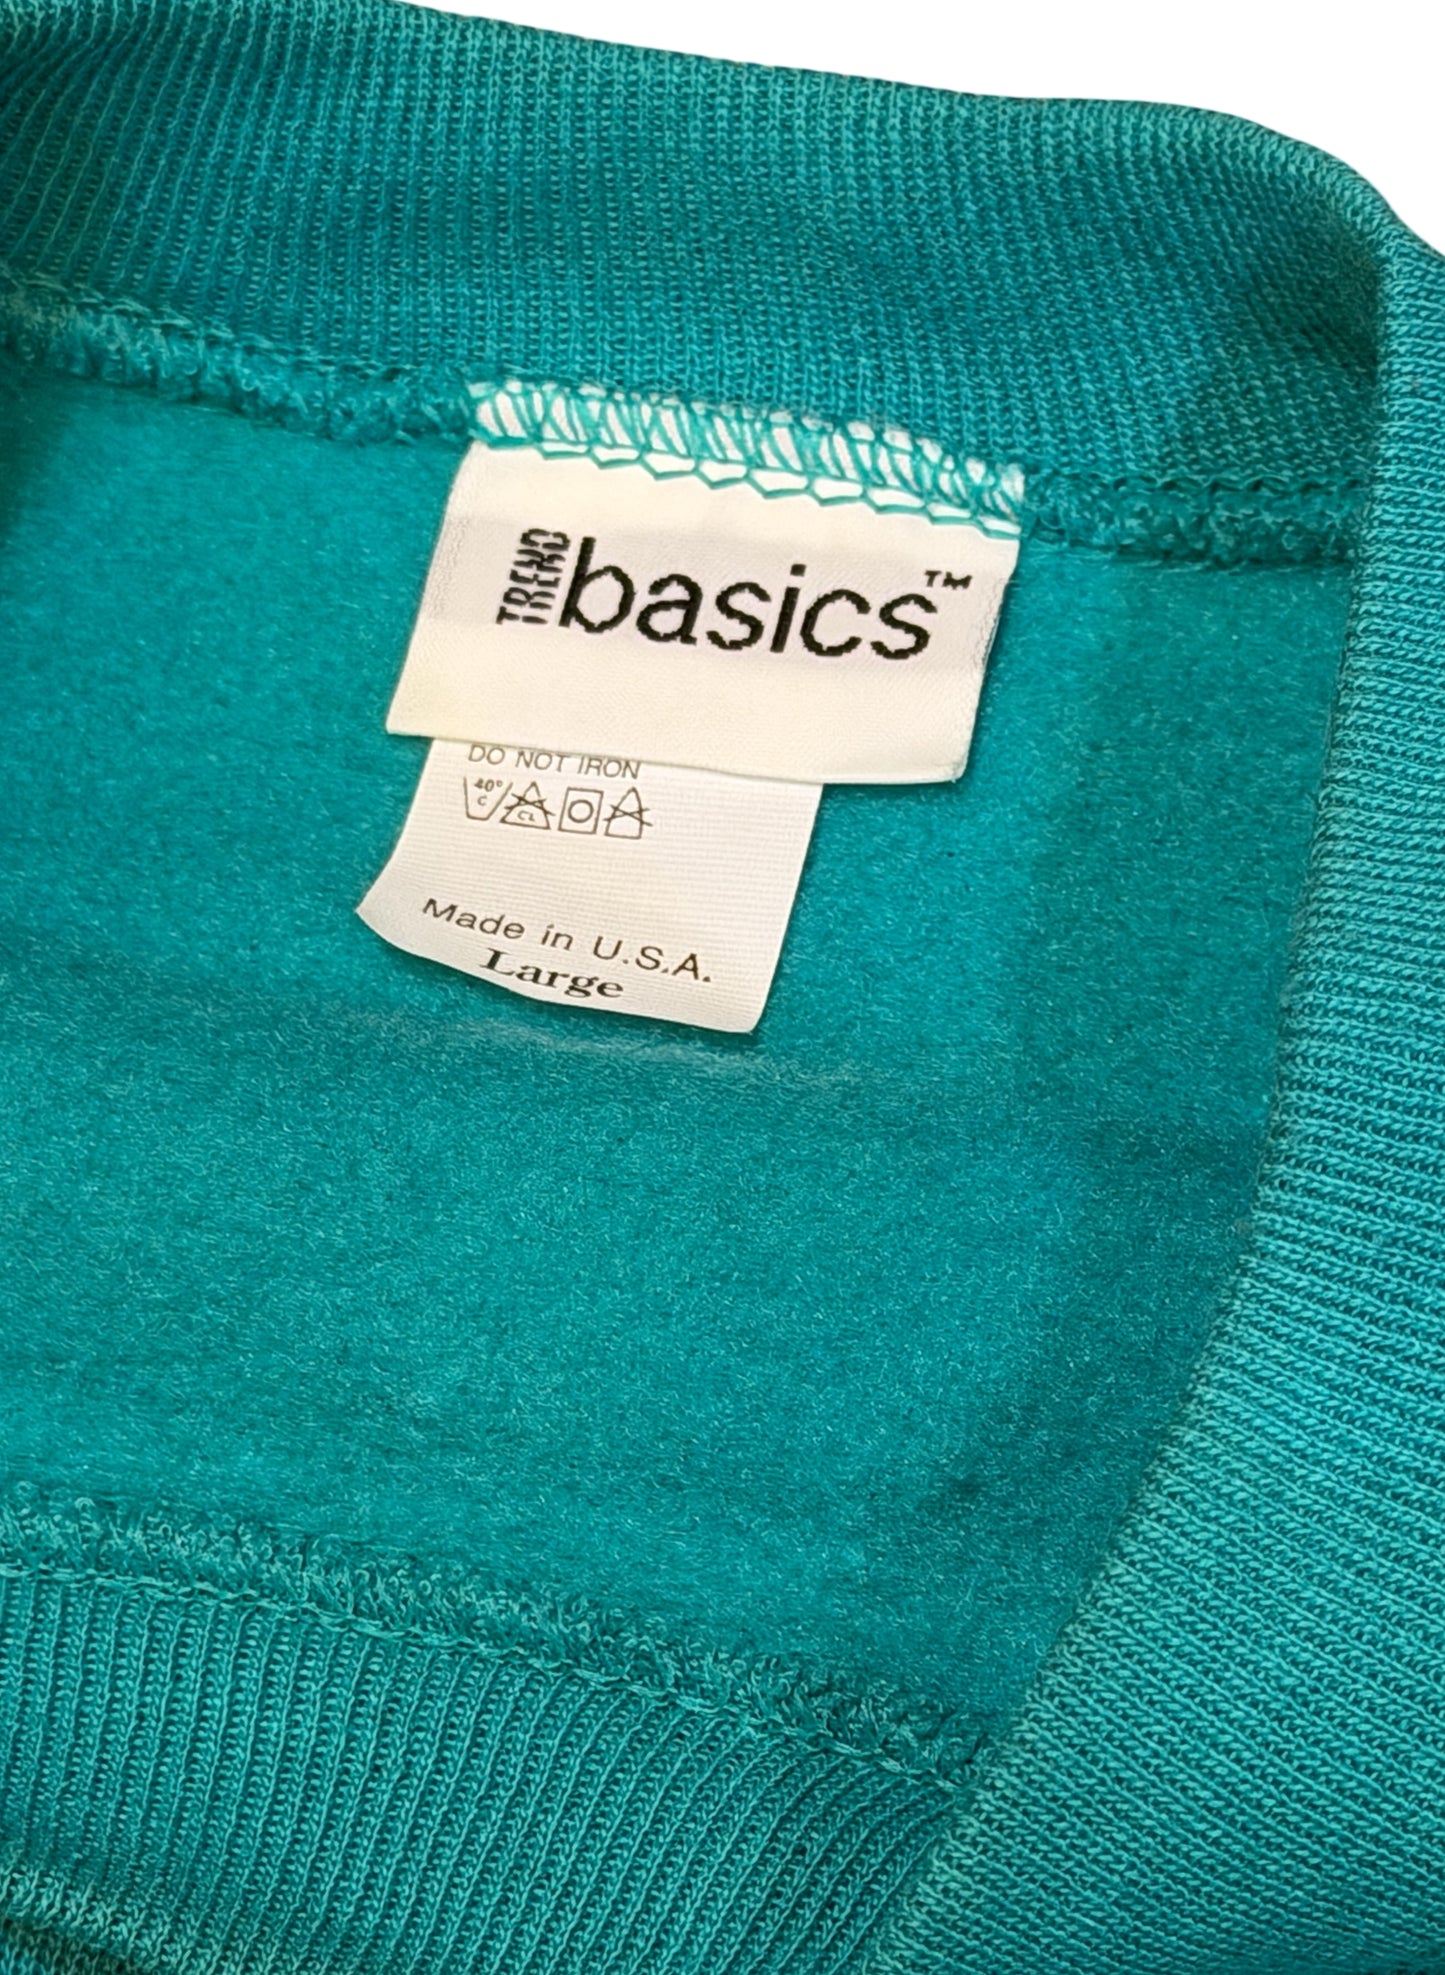 TREND basics™
DO NOT IRON
40°
C
CL
Made in U.S.A.
Large